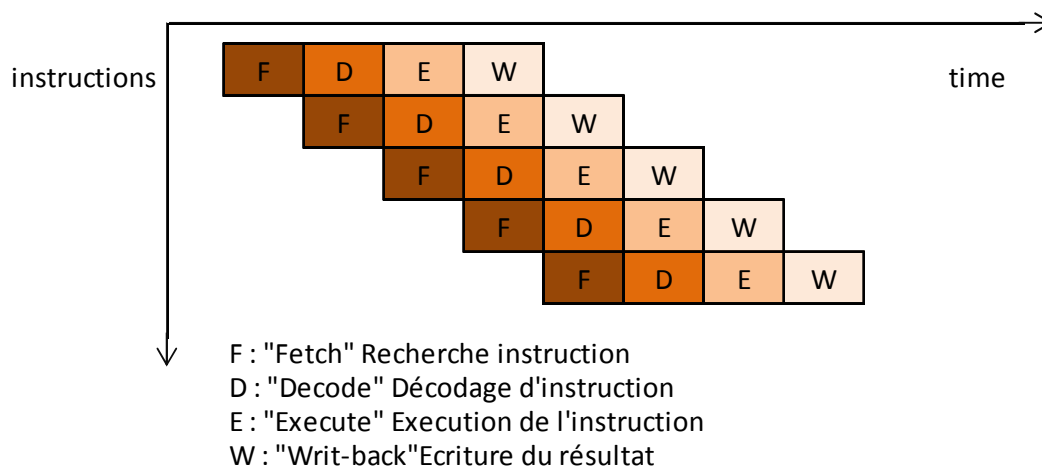 instructions
time
F D E W
F D E W
F D E W
F D E W
F D E W
F : "Fetch" Recherche instruction
D : "Decode" Décodage d'instruction
E : "Execute" Execution de l'instruction
W : "Writ-back"Ecriture du résultat